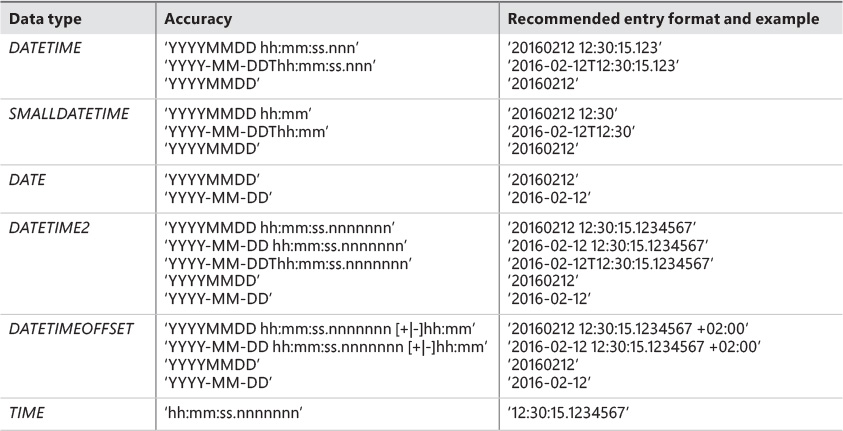 Data type Accuracy Recommended entry format and example
DATETIME 'YYYYMMDD hh:mm:ss.nnn' '20160212 12:30:15.123'
'YYYY-MM-DDThh:mm:ss.nnn' '2016-02-12T12:30:15.123'
'YYYYMMDD' '20160212'
SMALLDATETIME 'YYYYMMDD hh:mm' '20160212 12:30'
'YYYY-MM-DDThh:mm' '2016-02-12T12:30'
'YYYYMMDD' '20160212'
DATE 'YYYYMMDD' '20160212'
'YYYY-MM-DD' '2016-02-12'
DATETIME2 'YYYYMMDD hh:mm:ss.nnnnnnn' '20160212 12:30:15.1234567'
'YYYY-MM-DD hh:mm:ss.nnnnnnn' '2016-02-12 12:30:15.1234567'
'YYYY-MM-DDThh:mm:ss.nnnnnnn' '2016-02-12T12:30:15.1234567'
'YYYYMMDD' '20160212'
'YYYY-MM-DD' '2016-02-12'
DATETIMEOFFSET 'YYYYMMDD hh:mm:ss.nnnnnnn [+|-]hh:mm' '20160212 12:30:15.1234567 +02:00'
'YYYY-MM-DD hh:mm:ss.nnnnnnn [+|-]hh:mm' '2016-02-12 12:30:15.1234567 +02:00'
'YYYYMMDD' '20160212'
'YYYY-MM-DD' '2016-02-12'
TIME 'hh:mm:ss.nnnnnnn' '12:30:15.1234567'